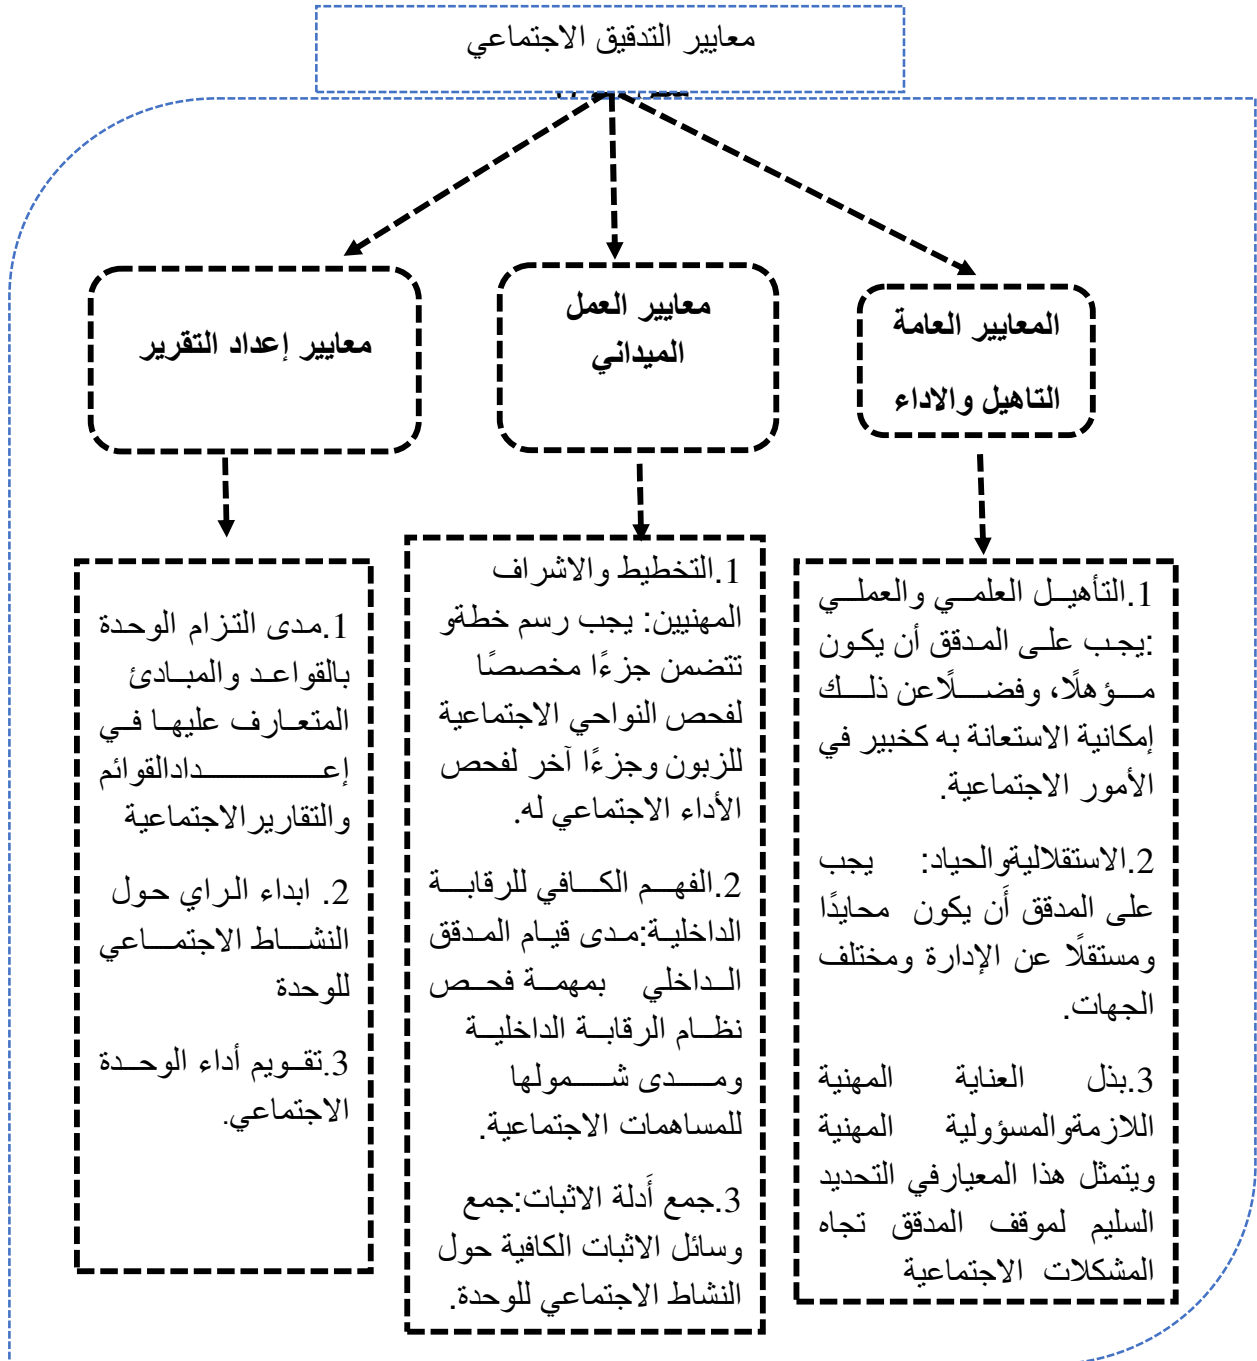 معايير التدقيق الاجتماعي
المعايير العامة
التاهيل والاداء
معايير العمل
الميداني
معايير إعداد التقرير
1.التأهيل العلمي والعملي
:يجب على المدقق أن يكون
مؤهلًا، وفضلًاعن ذلك
إمكانية الاستعانة به كخبير في
الأمور الاجتماعية.
2.الاستقلاليةوالحياد: يجب
على المدقق أَن يكون محايدًا
ومستقلًا عن الإدارة ومختلف
الجهات.
3.بذل العناية المهنية
اللازمةوالمسؤولية المهنية
ويتمثل هذا المعيارفي التحديد
السليم لموقف المدقق تجاه
المشكلات الاجتماعية
1.التخطيط والاشراف
المهنيين: يجب رسم خطةو
تتضمن جزءًا مخصصًا
لفحص النواحي الاجتماعية
للزبون وجزءًا آخر لفحص
الأداء الاجتماعي له.
2.الفهم الكافي للرقابة
الداخلية:مدى قيام المدقق
الداخلي بمهمة فحص
نظام الرقابة الداخلية
ومدى شمولها
للمساهمات الاجتماعية.
3.جمع أَدلة الاثبات:جمع
وسائل الاثبات الكافية حول
النشاط الاجتماعي للوحدة.
1.مدى التزام الوحدة
بالقواعد والمبادئ
المتعارف عليها في
إعدادالقوائم
والتقاريرالاجتماعية
2. ابداء الراي حول
النشاط الاجتماعي
للوحدة
3.تقويم أداء الوحدة
الاجتماعي.